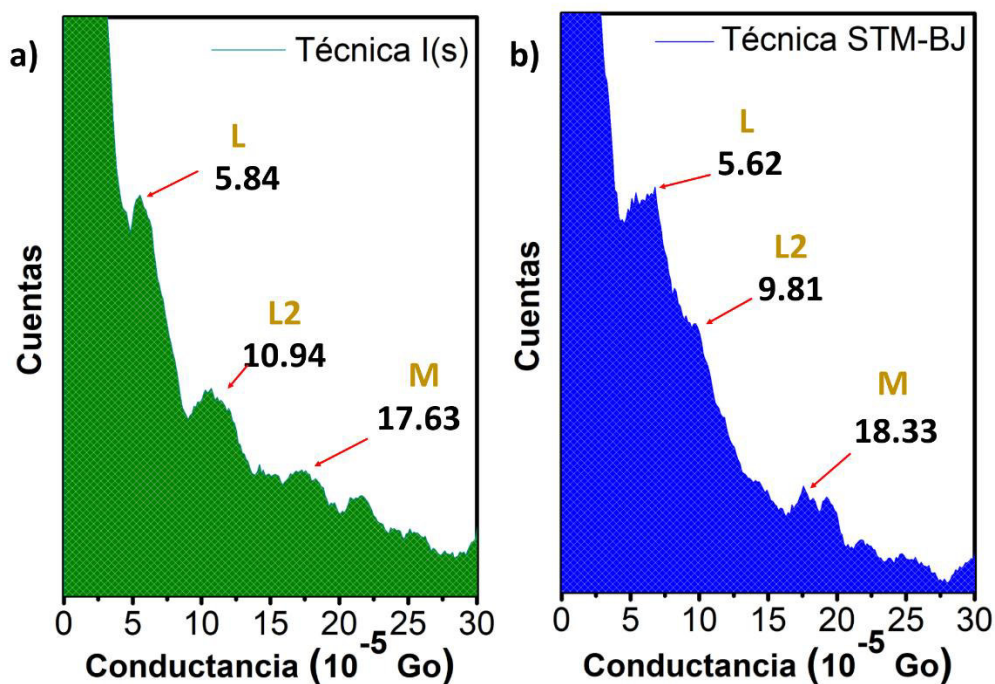 a)
Técnica I(s)
L
5.84
L2
10.94
M
17.63
Cuentas
0 5 10 15 20 25 30
Conductancia (10⁻⁵ Go)
b)
Técnica STM-BJ
L
5.62
L2
9.81
M
18.33
Cuentas
0 5 10 15 20 25 30
Conductancia (10⁻⁵ Go)